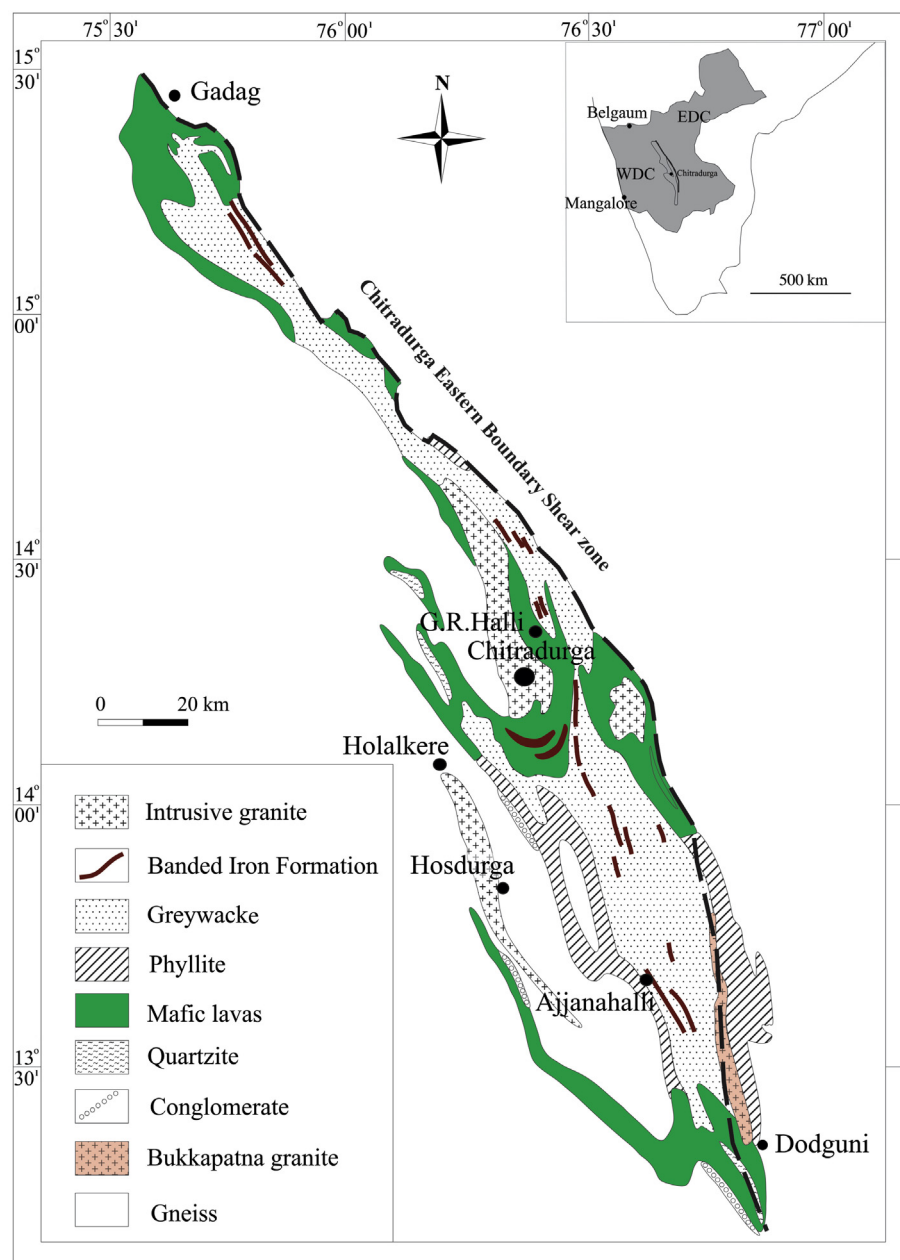 75° 30'
76° 00'
76° 30'
77° 00'
15° 30'
Gadag
N
Belgaum
EDC
WDC
Chitradurga
Mangalore
500 km
15° 00'
Chitradurga Eastern Boundary Shear zone
14° 30'
G.R.Halli
Chitradurga
0 20 km
Holalkere
14° 00'
Intrusive granite
Banded Iron Formation
Hosdurga
Greywacke
Phyllite
Ajjanahalli
Mafic lavas
Quartzite
13° 30'
Conglomerate
Dodguni
Bukkapatna granite
Gneiss